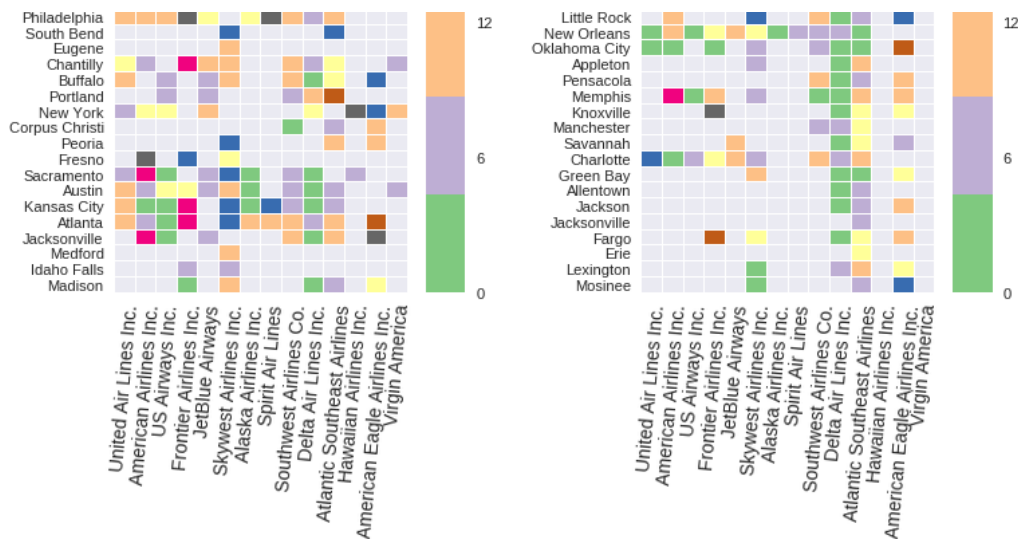 Philadelphia
South Bend
Eugene
Chantilly
Buffalo
Portland
New York
Corpus Christi
Peoria
Fresno
Sacramento
Austin
Kansas City
Atlanta
Jacksonville
Medford
Idaho Falls
Madison
United Air Lines Inc.
American Airlines Inc.
US Airways Inc.
Frontier Airlines Inc.
JetBlue Airways
Skywest Airlines Inc.
Alaska Airlines Inc.
Spirit Air Lines
Southwest Airlines Co.
Delta Air Lines Inc.
Atlantic Southeast Airlines
Hawaiian Airlines Inc.
American Eagle Airlines Inc.
Virgin America
12
6
0
Little Rock
New Orleans
Oklahoma City
Appleton
Pensacola
Memphis
Knoxville
Manchester
Savannah
Charlotte
Green Bay
Allentown
Jackson
Jacksonville
Fargo
Erie
Lexington
Mosinee
United Air Lines Inc.
American Airlines Inc.
US Airways Inc.
Frontier Airlines Inc.
JetBlue Airways
Skywest Airlines Inc.
Alaska Airlines Inc.
Spirit Air Lines
Southwest Airlines Co.
Delta Air Lines Inc.
Atlantic Southeast Airlines
Hawaiian Airlines Inc.
American Eagle Airlines Inc.
Virgin America
12
6
0